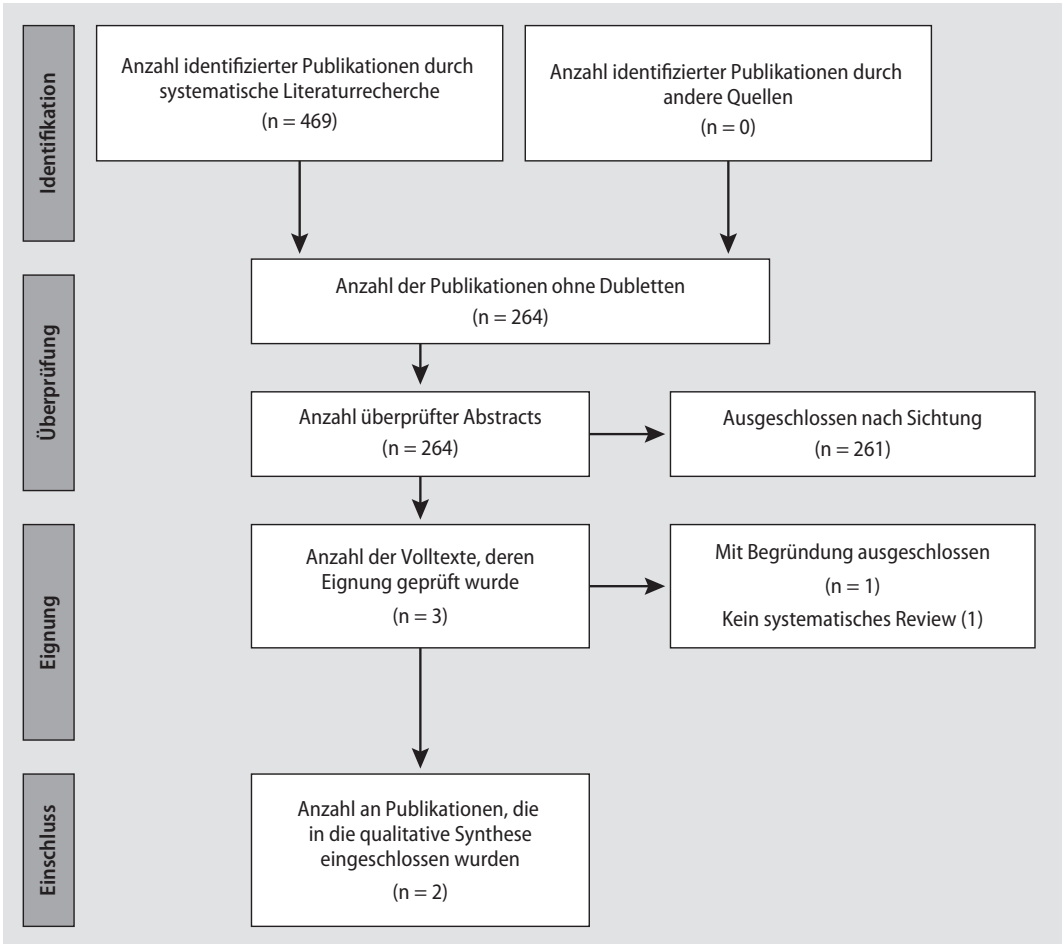 Identifikation
Anzahl identifizierter Publikationen durch
systematische Literaturrecherche
(n = 469)
Anzahl identifizierter Publikationen durch
andere Quellen
(n = 0)
Überprüfung
Anzahl der Publikationen ohne Dubletten
(n = 264)
Anzahl überprüfter Abstracts
(n = 264)
Ausgeschlossen nach Sichtung
(n = 261)
Eignung
Anzahl der Volltexte, deren
Eignung geprüft wurde
(n = 3)
Mit Begründung ausgeschlossen
(n = 1)
Kein systematisches Review (1)
Einschluss
Anzahl an Publikationen, die
in die qualitative Synthese
eingeschlossen wurden
(n = 2)